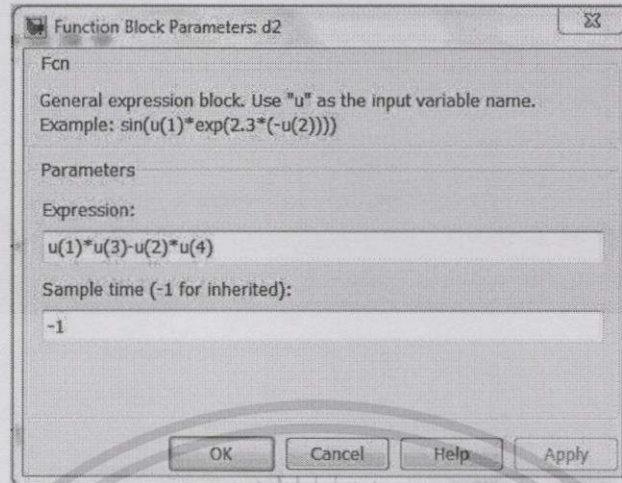 Function Block Parameters: d2
Fcn
General expression block. Use "u" as the input variable name.
Example: sin(u(1)*exp(2.3*(-u(2))))
Parameters
Expression:
u(1)*u(3)-u(2)*u(4)
Sample time (-1 for inherited):
-1
OK Cancel Help Apply